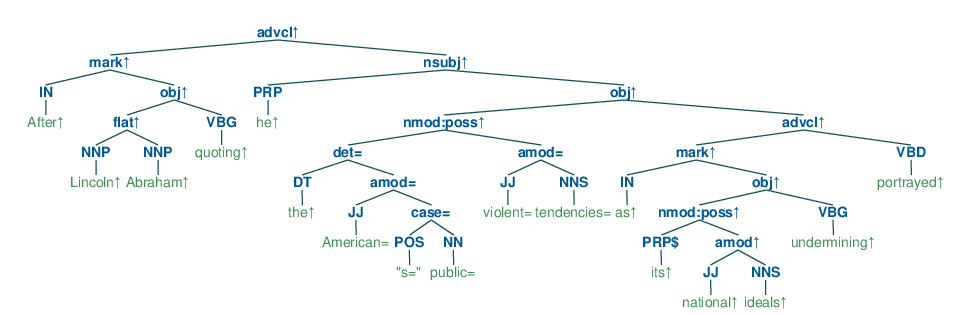 advcl↑
mark↑ nsubj↑
IN obj↑ PRP obj↑
After↑ flat↑ VBG he↑ nmod:poss↑ advcl↑
NNP NNP quoting↑ det= amod= mark↑ VBD
Lincoln↑ Abraham↑ DT amod= JJ NNS IN obj↑ portrayed↑
the↑ JJ case= violent= tendencies= as↑ nmod:poss↑ VBG
American= POS NN PRP$ amod↑ undermining↑
"s=" public= its↑ JJ NNS
national↑ ideals↑